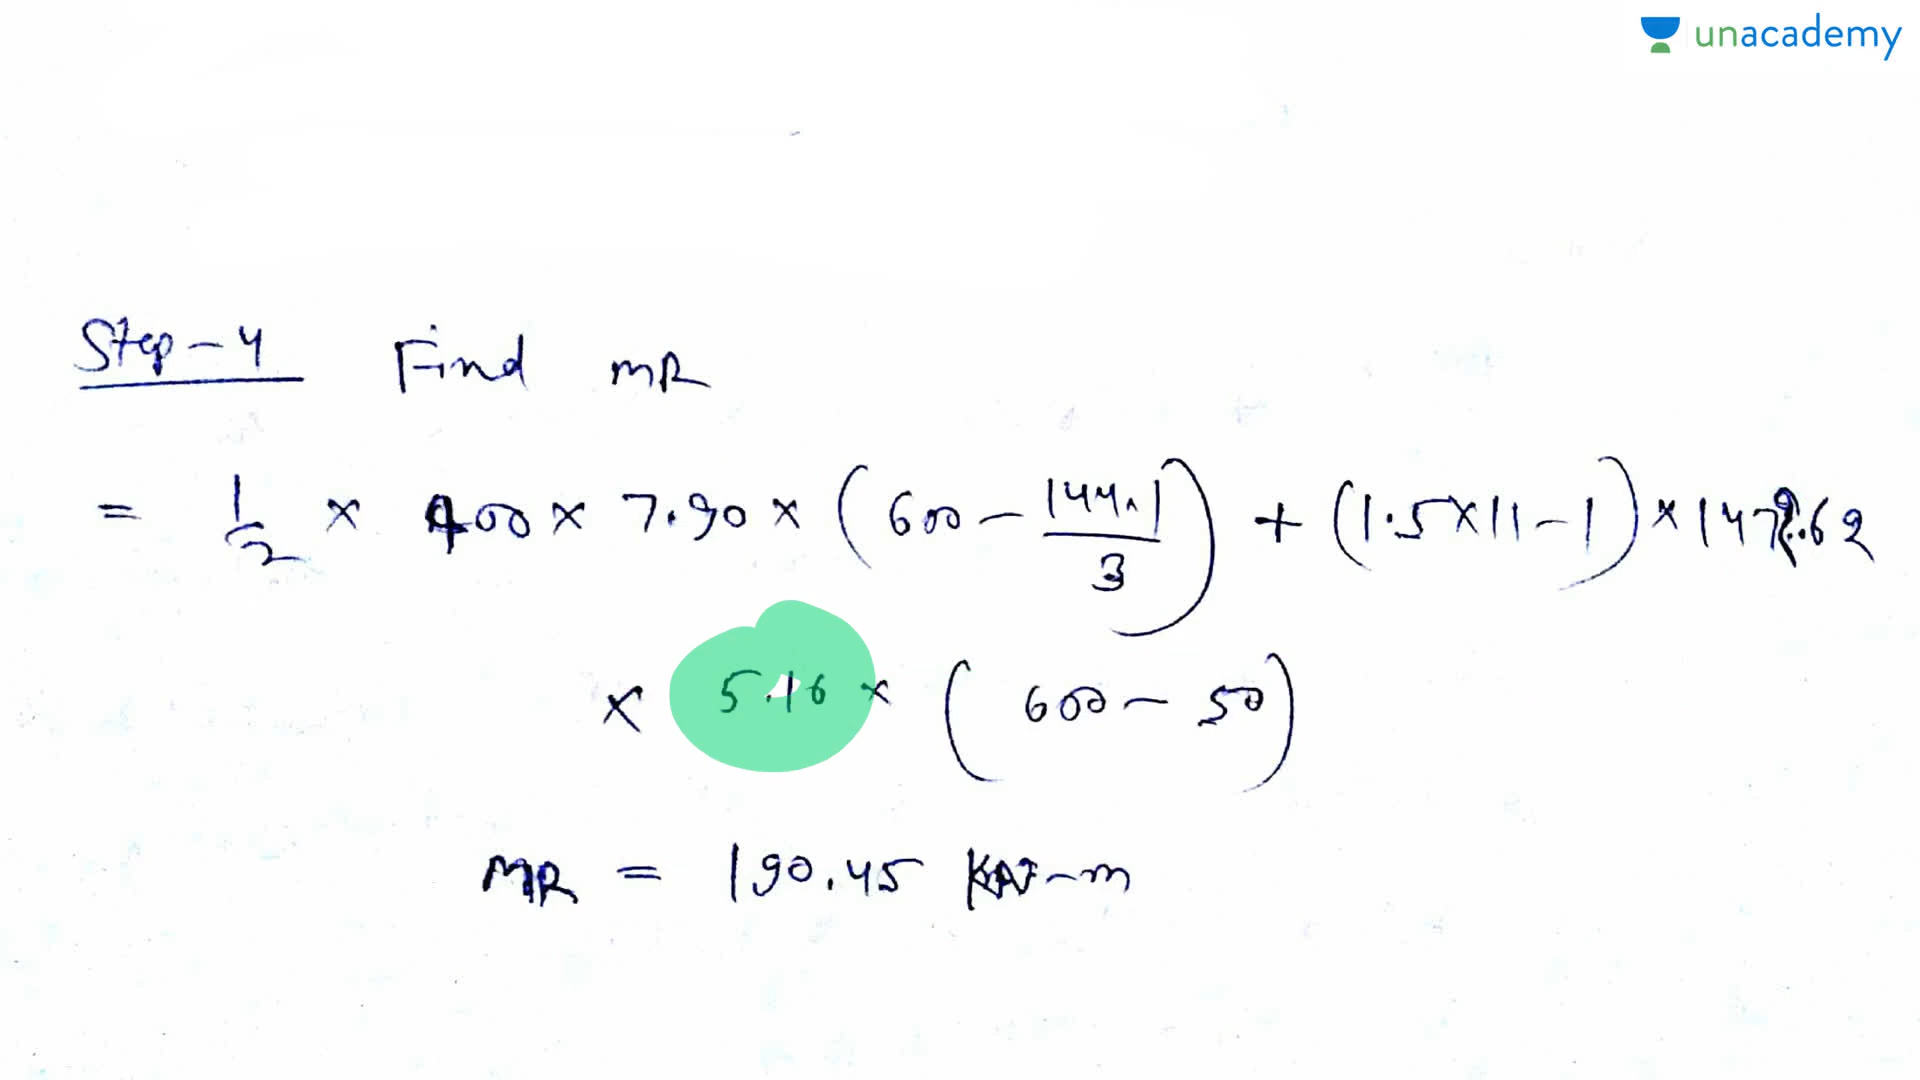 unacademy
Step-4 Find MR
= 1/2 × 400 × 7.90 × (600 - 144.1/3) + (1.5×11-1) × 1472.62
× 5.16 × (600 - 50)
MR = 190.45 KN-m